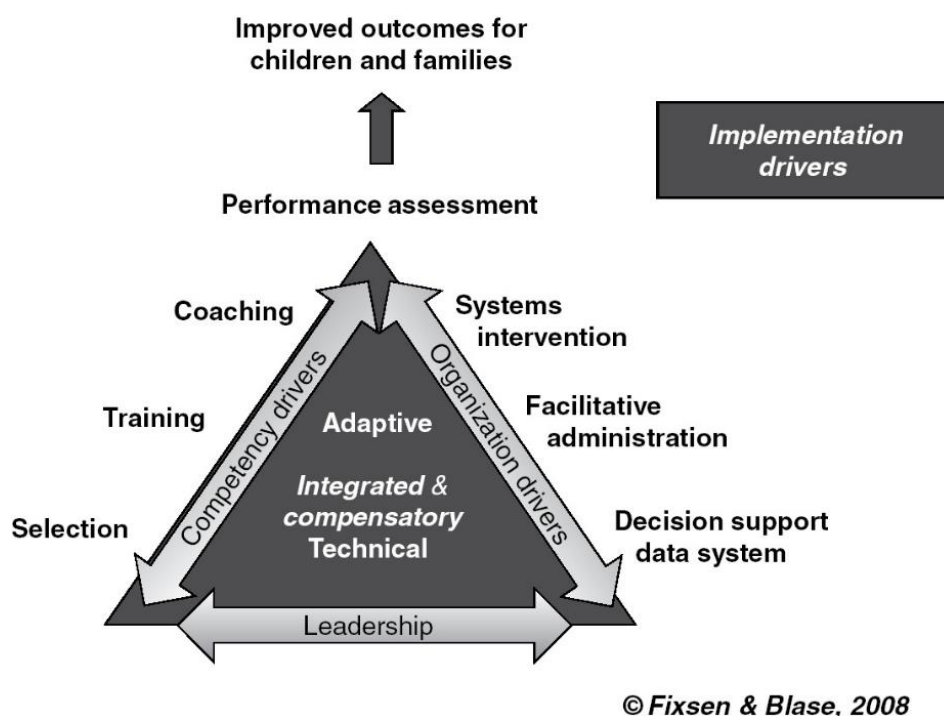 Improved outcomes for
children and families
Implementation
drivers
Performance assessment
Coaching
Systems
intervention
Competency drivers
Organization drivers
Training
Facilitative
administration
Adaptive
Integrated &
compensatory
Technical
Selection
Decision support
data system
Leadership
© Fixsen & Blase, 2008